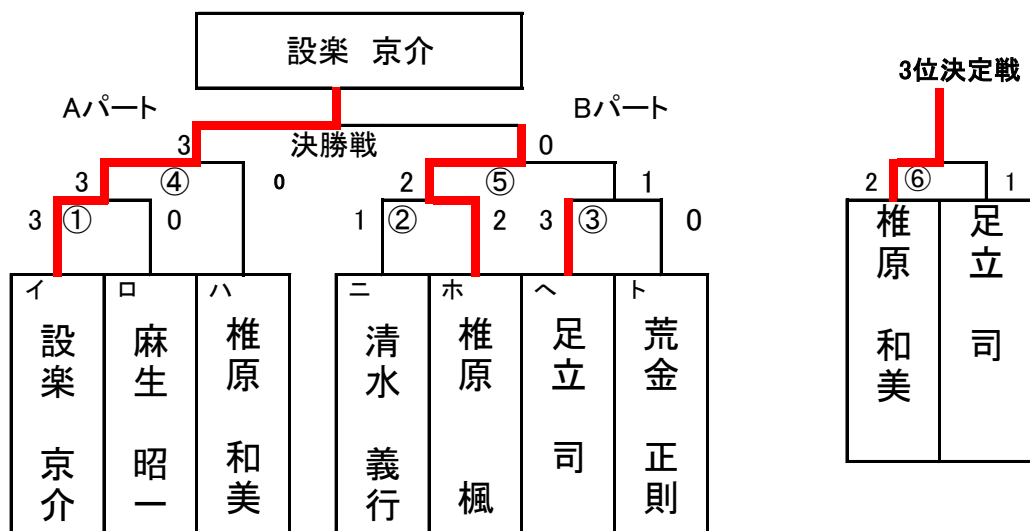 設楽 京介
3位決定戦
Aパート
Bパート
3 決勝戦 0
3 ④ 0 2 ⑤ 1
2 ⑥ 1
3 ① 0 1 ② 2 3 ③ 0
イ 設楽 京介
ロ 麻生 昭一
ハ 椎原 和美
ニ 清水 義行
ホ 椎原 楓
ヘ 足立 司
ト 荒金 正則
椎原 和美
足立 司